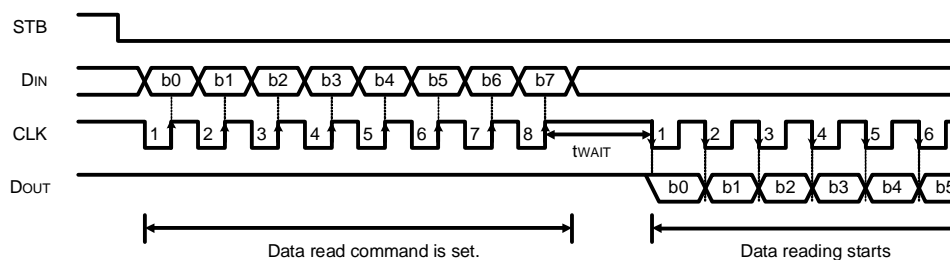 STB
DIN b0 b1 b2 b3 b4 b5 b6 b7
CLK 1 2 3 4 5 6 7 8 tWAIT 1 2 3 4 5 6
DOUT b0 b1 b2 b3 b4 b5
Data read command is set. Data reading starts